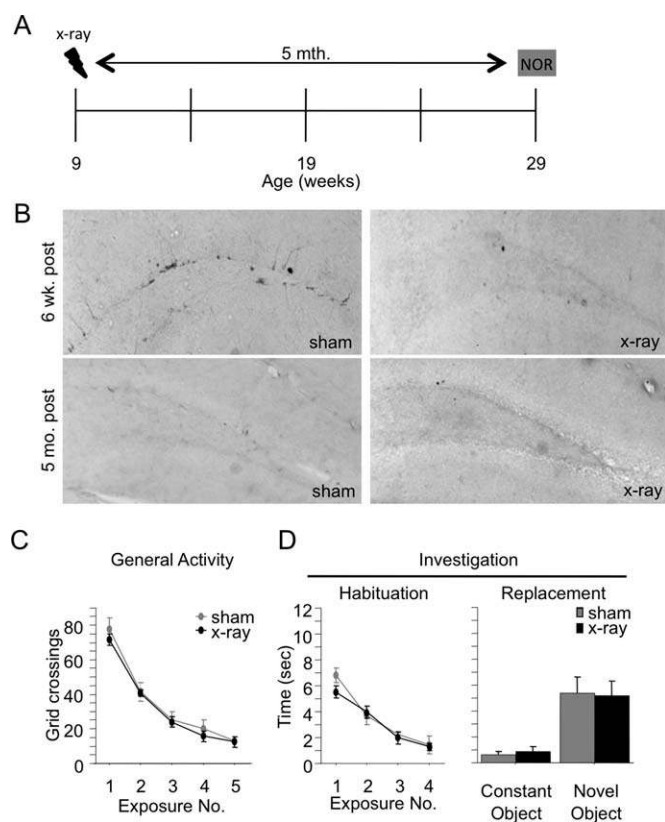 A
x-ray
5 mth.
NOR
9
19
29
Age (weeks)
B
6 wk. post
sham
x-ray
5 mo. post
sham
x-ray
C
General Activity
Grid crossings
80
60
40
20
0
sham
x-ray
1 2 3 4 5
Exposure No.
D
Investigation
Habituation
Time (sec)
12
10
8
6
4
2
0
1 2 3 4
Exposure No.
Replacement
sham
x-ray
Constant Object
Novel Object